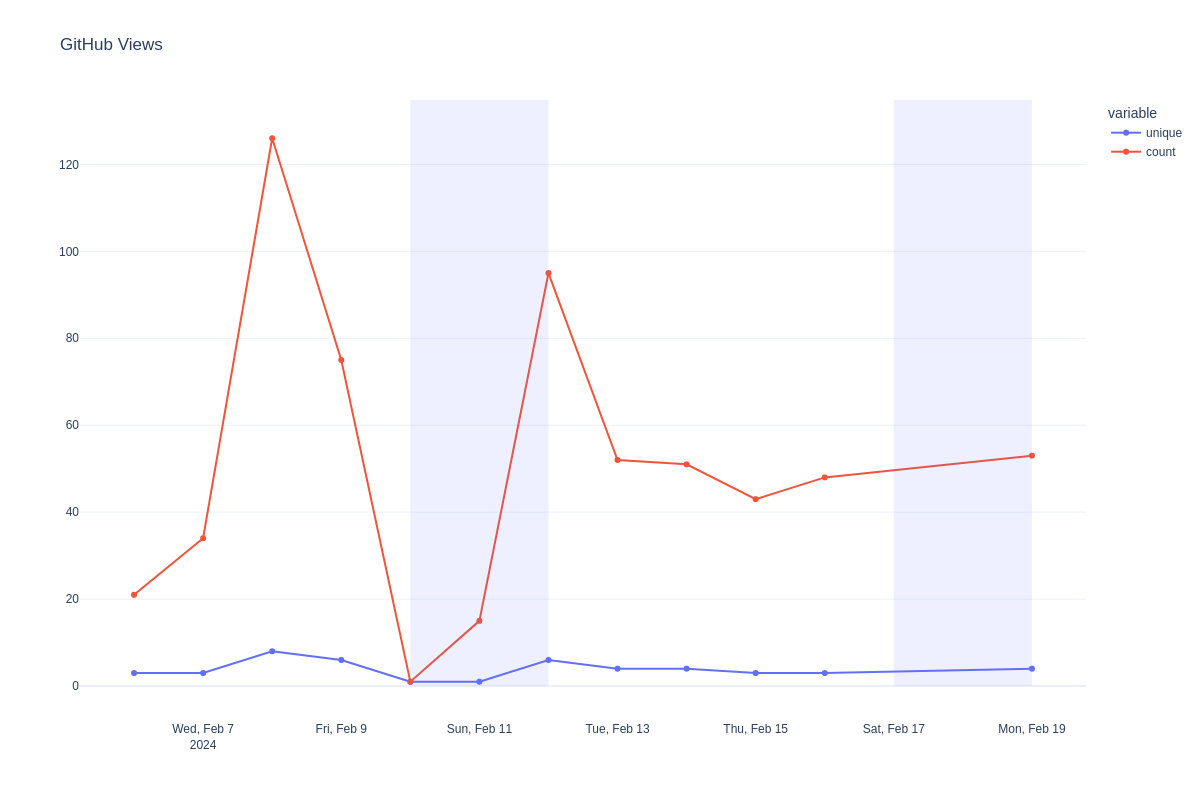 GitHub Views
variable
unique
count
120
100
80
60
40
20
0
Wed, Feb 7
2024
Fri, Feb 9
Sun, Feb 11
Tue, Feb 13
Thu, Feb 15
Sat, Feb 17
Mon, Feb 19